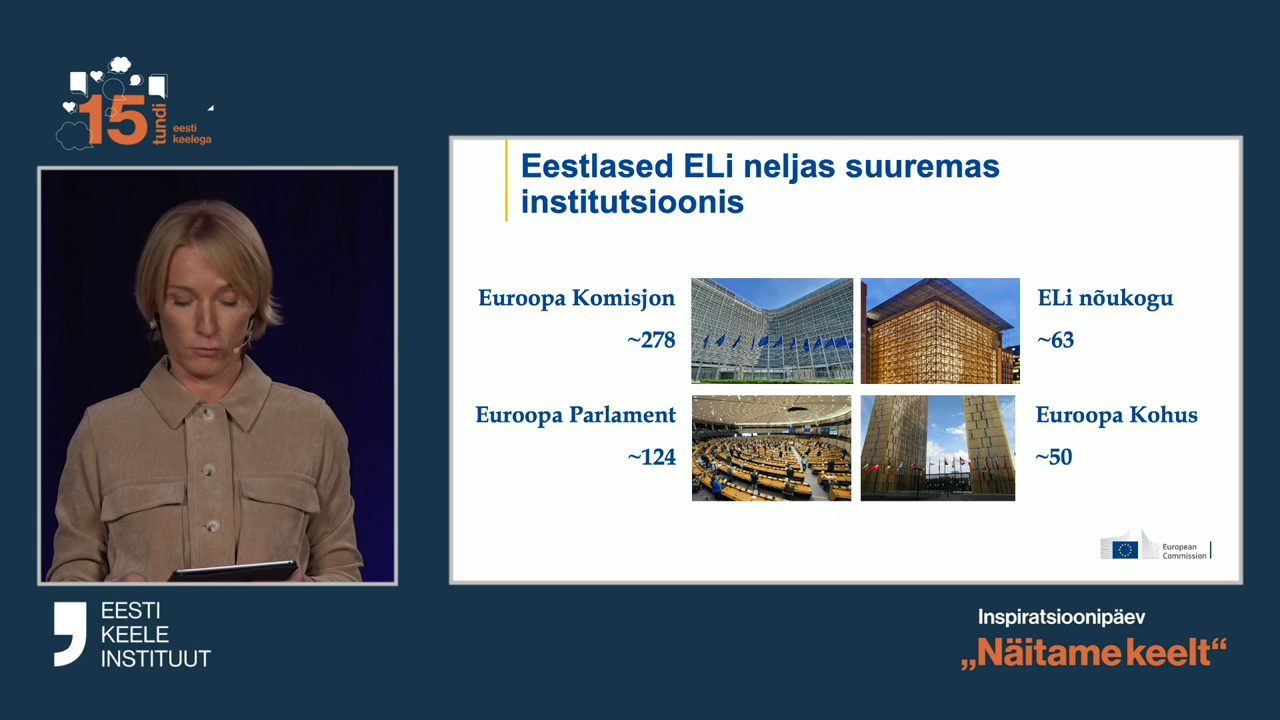 15
tundi
eesti
keelega
Eestlased ELi neljas suuremas
institutsioonis
Euroopa Komisjon
~278
ELi nõukogu
~63
Euroopa Parlament
~124
Euroopa Kohus
~50
European
Commission
EESTI
KEELE
INSTITUUT
Inspiratsioonipäev
„Näitame keelt“